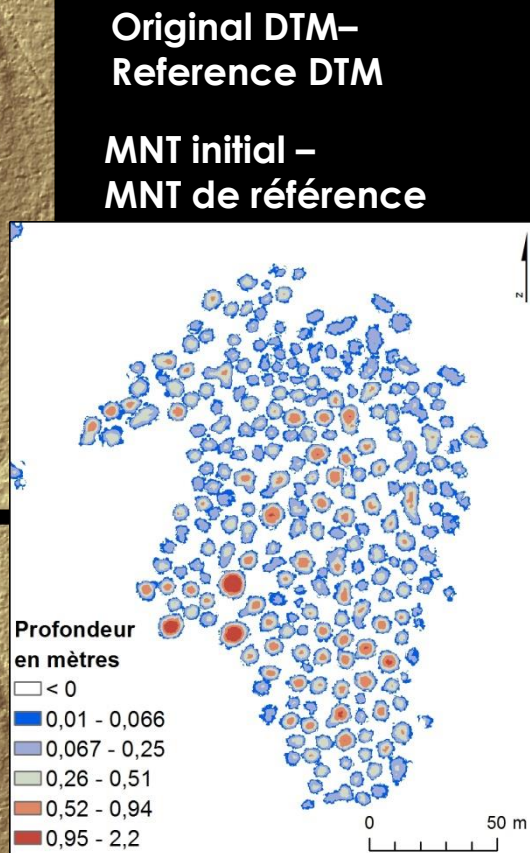 Original DTM–
Reference DTM
MNT initial –
MNT de référence
z
Profondeur
en mètres
< 0
0,01 - 0,066
0,067 - 0,25
0,26 - 0,51
0,52 - 0,94
0,95 - 2,2
0 50 m